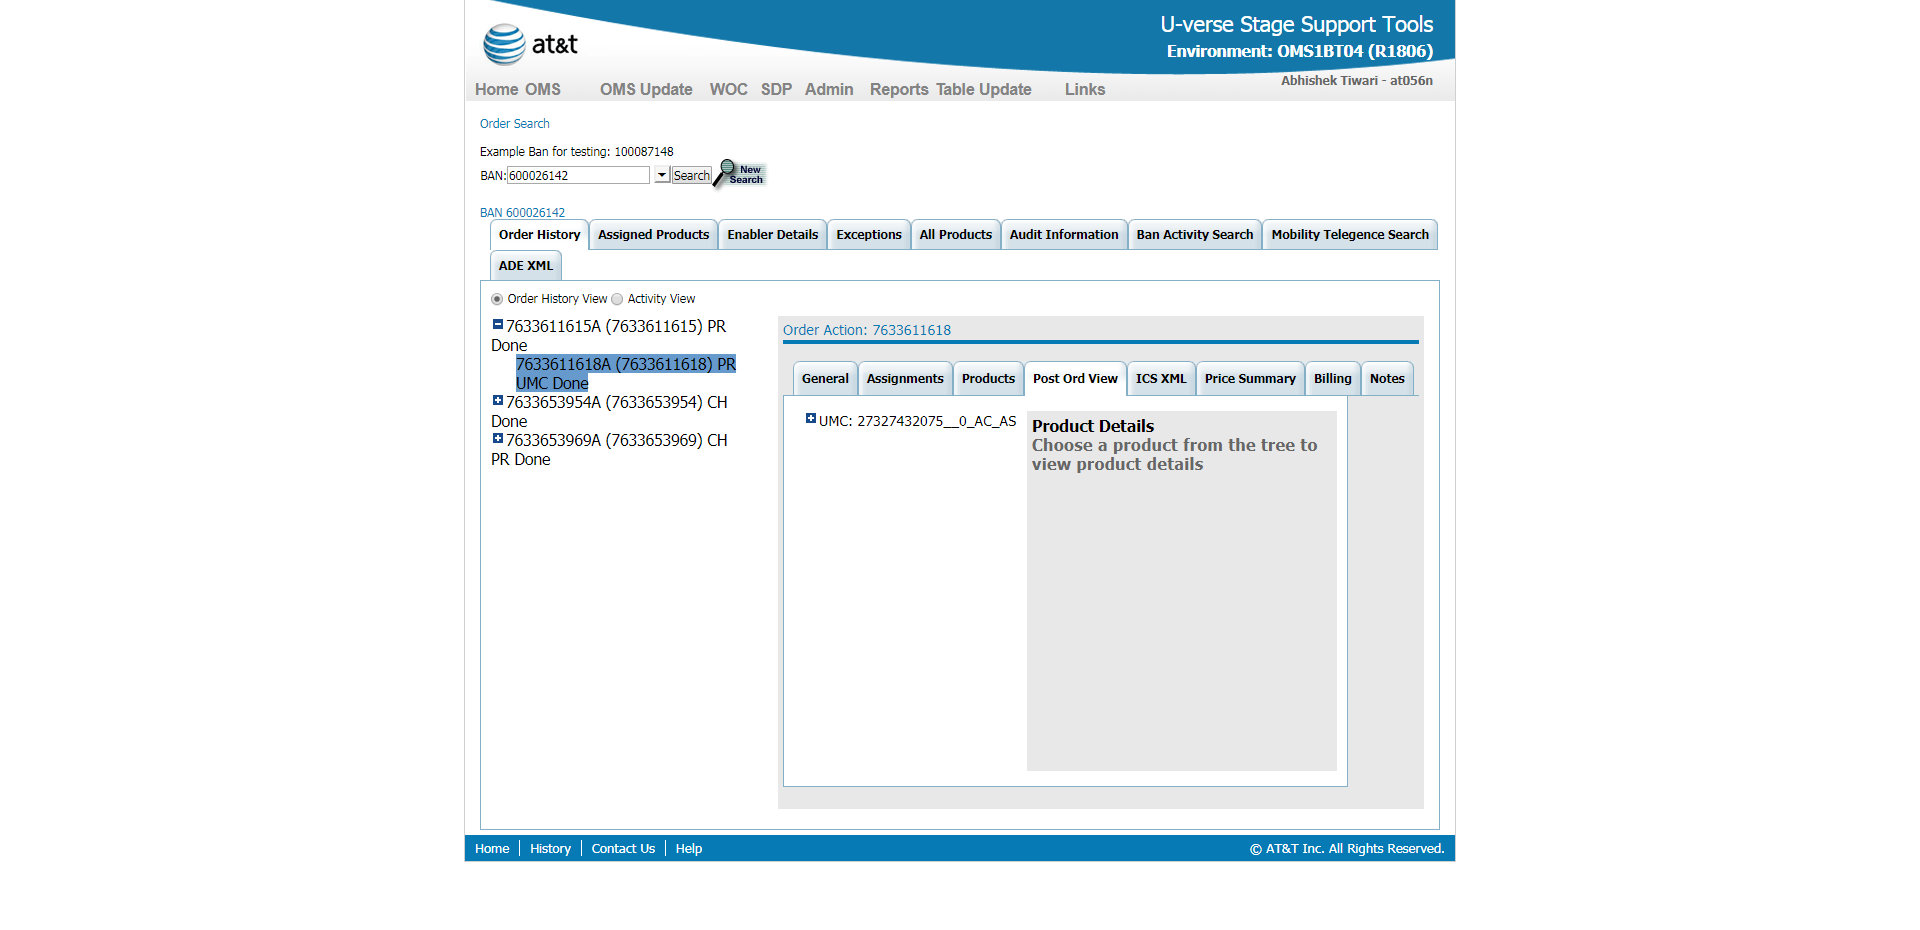 U-verse Stage Support Tools
at&t
Environment: OMS1BT04 (R1806)
Abhishek Tiwari - at056n
Home OMS OMS Update WOC SDP Admin Reports Table Update Links
Order Search
Example Ban for testing: 100087148
BAN: 600026142 Search New Search
BAN 600026142
Order History Assigned Products Enabler Details Exceptions All Products Audit Information Ban Activity Search Mobility Telegence Search
ADE XML
Order History View Activity View
7633611615A (7633611615) PR
Done
7633611618A (7633611618) PR
UMC Done
7633653954A (7633653954) CH
Done
7633653969A (7633653969) CH
PR Done
Order Action: 7633611618
General Assignments Products Post Ord View ICS XML Price Summary Billing Notes
UMC: 27327432075__0_AC_AS
Product Details
Choose a product from the tree to
view product details
Home History Contact Us Help
© AT&T Inc. All Rights Reserved.